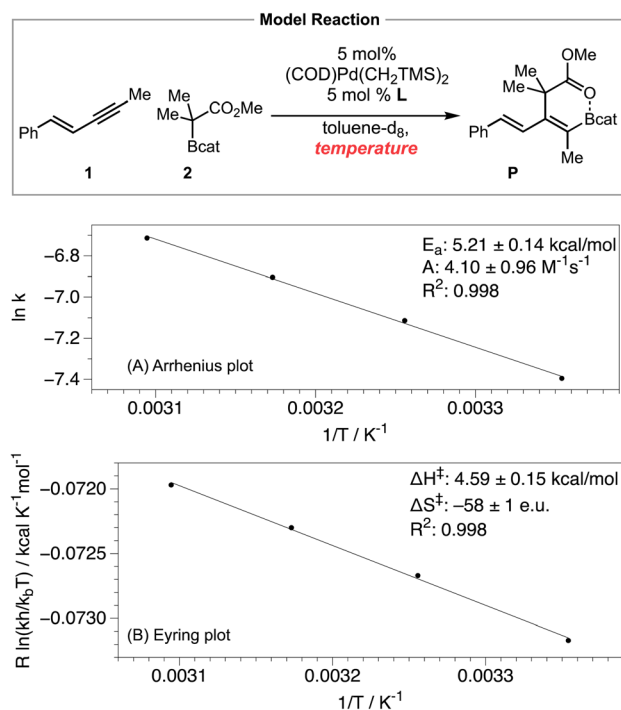 Model Reaction
5 mol%
(COD)Pd(CH₂TMS)₂
5 mol % L
toluene-d₈,
temperature
Ph
Me
1
Me
Me
CO₂Me
Bcat
2
OMe
Me
Me
O
Ph
Bcat
Me
P
Eₐ: 5.21 ± 0.14 kcal/mol
A: 4.10 ± 0.96 M⁻¹s⁻¹
R²: 0.998
ln k
−6.8
−7.0
−7.2
−7.4
(A) Arrhenius plot
0.0031
0.0032
0.0033
1/T / K⁻¹
ΔH‡: 4.59 ± 0.15 kcal/mol
ΔS‡: –58 ± 1 e.u.
R²: 0.998
R ln(kh/k_bT) / kcal K⁻¹mol⁻¹
−0.0720
−0.0725
−0.0730
(B) Eyring plot
0.0031
0.0032
0.0033
1/T / K⁻¹